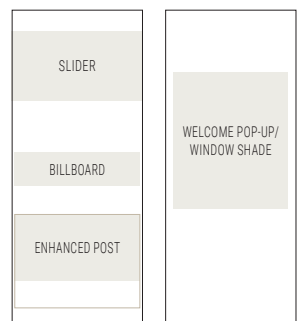 SLIDER
BILLBOARD
ENHANCED POST
WELCOME POP-UP/
WINDOW SHADE